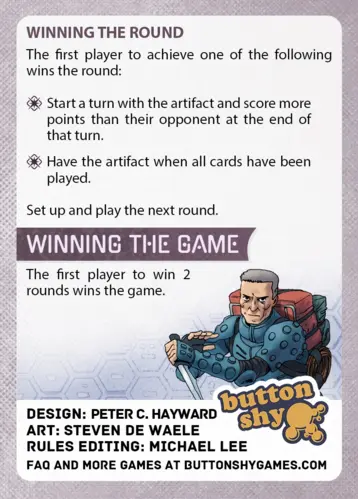 WINNING THE ROUND
The first player to achieve one of the following
wins the round:
Start a turn with the artifact and score more
points than their opponent at the end of
that turn.
Have the artifact when all cards have been
played.
Set up and play the next round.
WINNING THE GAME
The first player to win 2
rounds wins the game.
button
shy
DESIGN: PETER C. HAYWARD
ART: STEVEN DE WAELE
RULES EDITING: MICHAEL LEE
FAQ AND MORE GAMES AT BUTTONSHYGAMES.COM